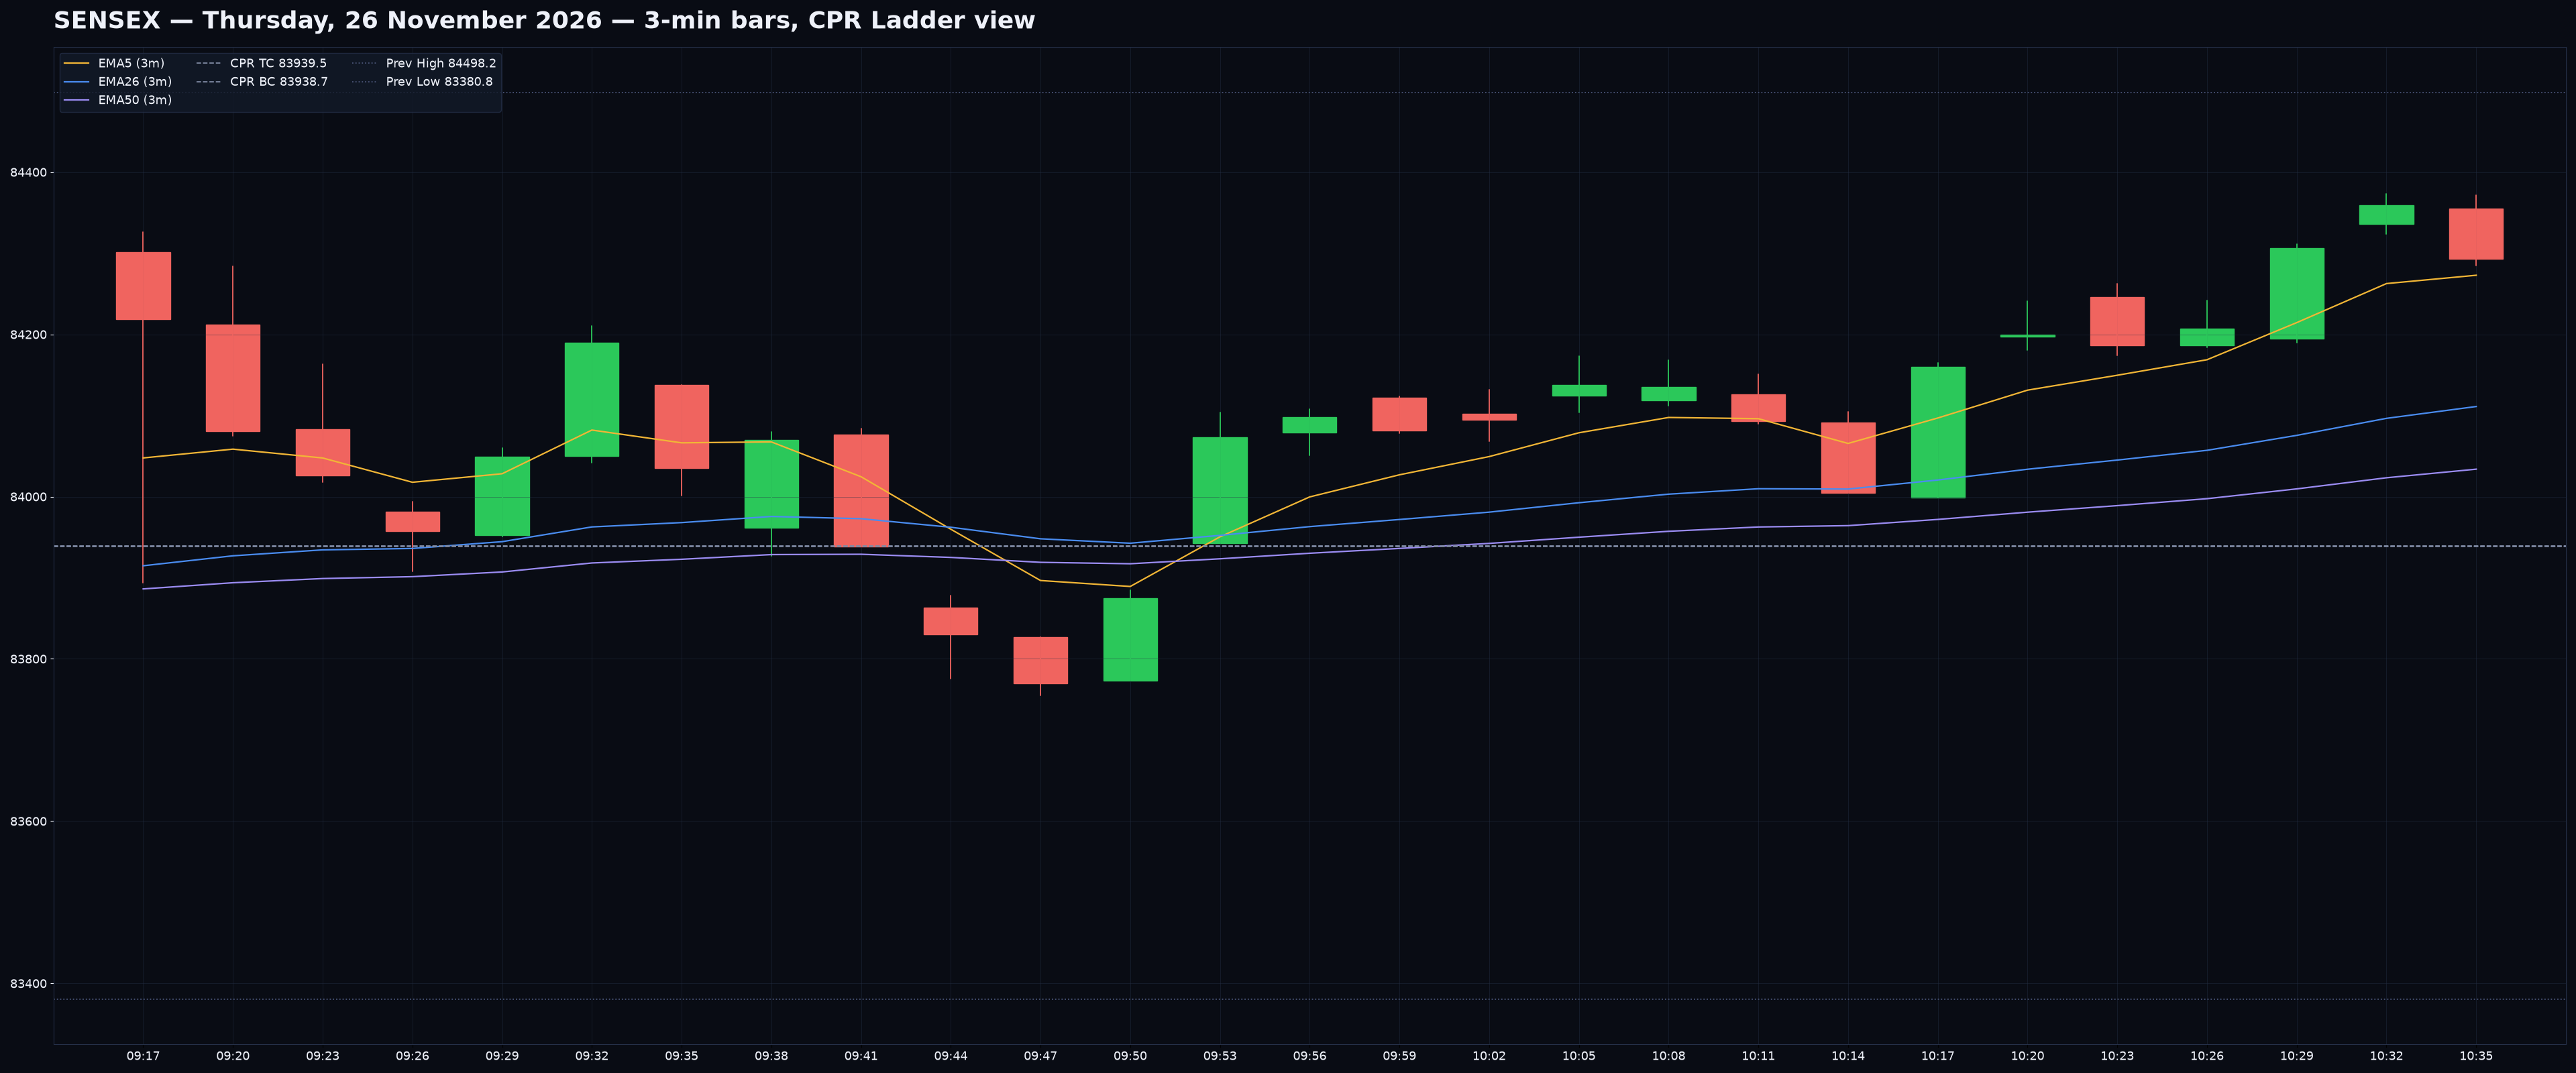 SENSEX — Thursday, 26 November 2026 — 3-min bars, CPR Ladder view
EMA5 (3m) CPR TC 83939.5 Prev High 84498.2
EMA26 (3m) CPR BC 83938.7 Prev Low 83380.8
EMA50 (3m)
84400
84200
84000
83800
83600
83400
09:17 09:20 09:23 09:26 09:29 09:32 09:35 09:38 09:41 09:44 09:47 09:50 09:53 09:56 09:59 10:02 10:05 10:08 10:11 10:14 10:17 10:20 10:23 10:26 10:29 10:32 10:35